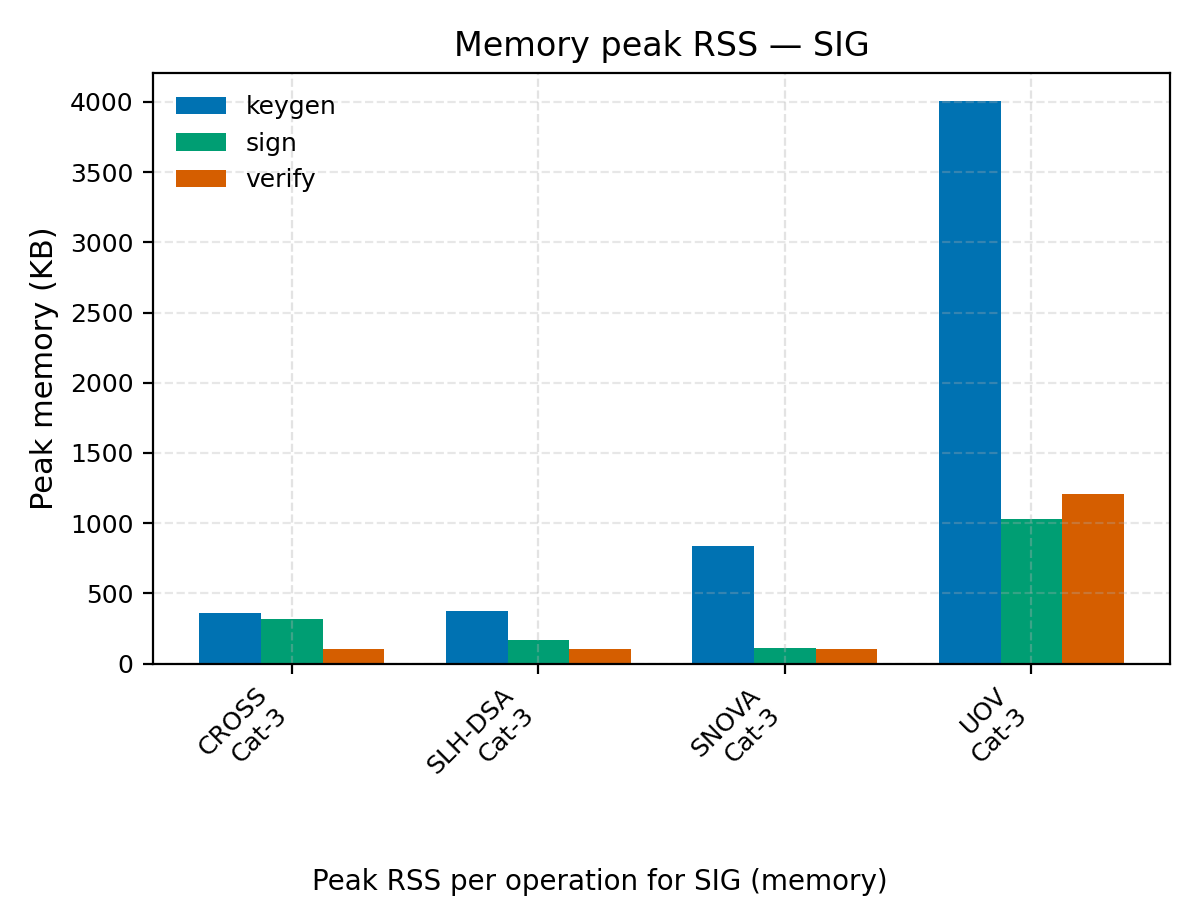 Memory peak RSS — SIG
keygen
sign
verify
Peak memory (KB)
4000
3500
3000
2500
2000
1500
1000
500
0
CROSS
Cat-3
SLH-DSA
Cat-3
SNOVA
Cat-3
UOV
Cat-3
Peak RSS per operation for SIG (memory)